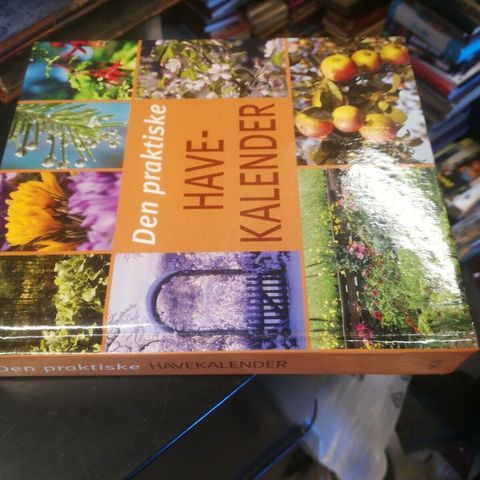 Den praktiske
HAVE-
KALENDER
Den praktiske HAVEKALENDER